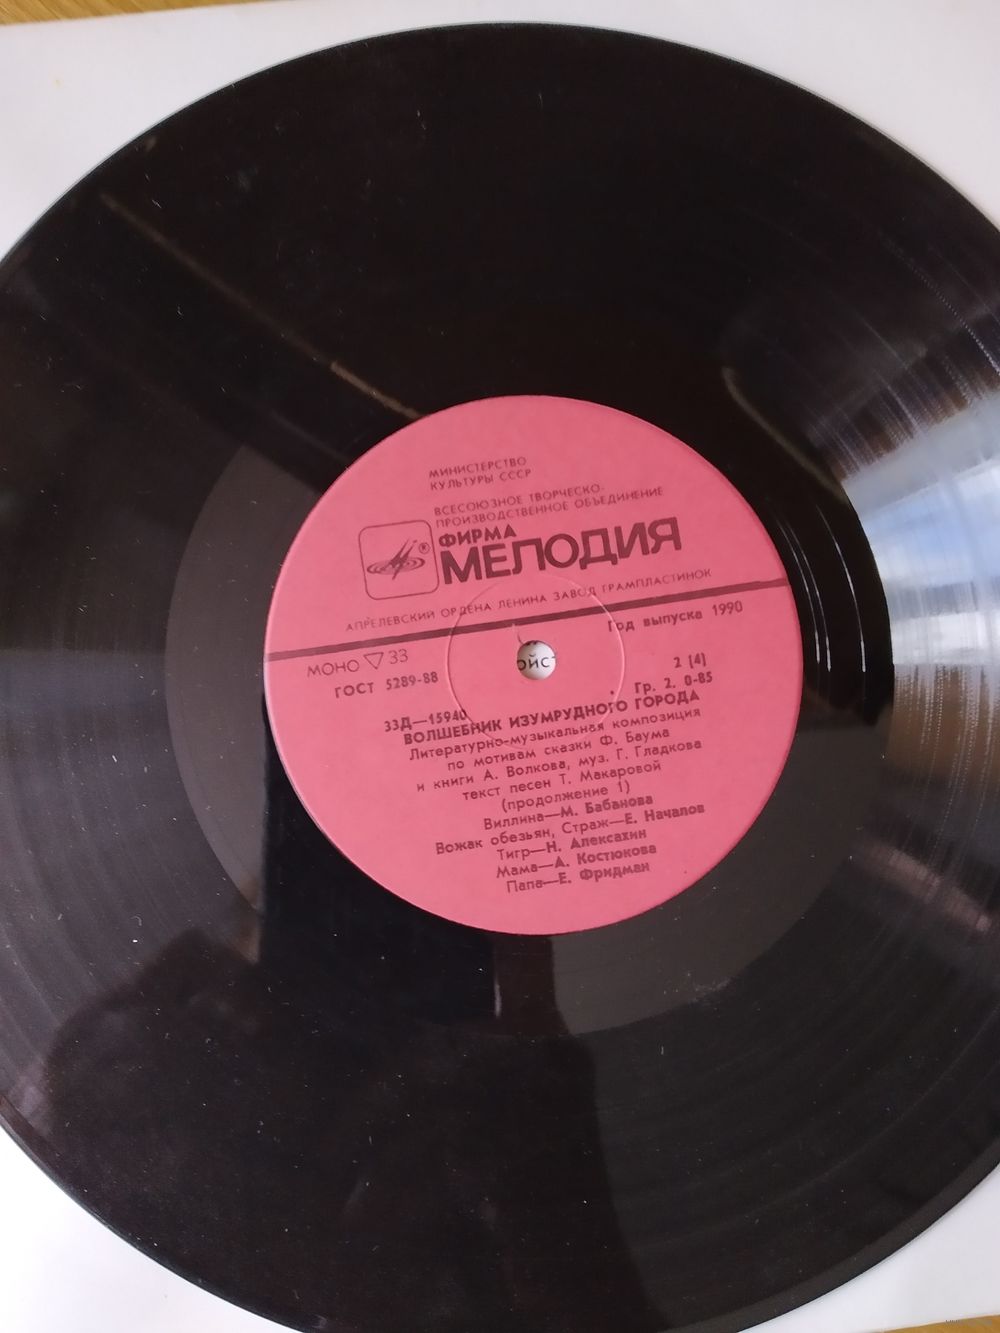 МИНИСТЕРСТВО
КУЛЬТУРЫ СССР
ВСЕСОЮЗНОЕ ТВОРЧЕСКО-
ПРОИЗВОДСТВЕННОЕ ОБЪЕДИНЕНИЕ
ФИРМА
МЕЛОДИЯ
®
АПРЕЛЕВСКИЙ ОРДЕНА ЛЕНИНА ЗАВОД ГРАМПЛАСТИНОК
Год выпуска 1990
МОНО ▽ 33
ГОСТ 5289-88
2 [4]
33Д—15940
Гр. 2. 0-85
ВОЛШЕБНИК ИЗУМРУДНОГО ГОРОДА
Литературно-музыкальная композиция
по мотивам сказки Ф. Баума
и книги А. Волкова, муз. Г. Гладкова
текст песен Т. Макаровой
(продолжение 1)
Виллина—М. Бабанова
Вожак обезьян, Страж—Е. Началов
Тигр—Н. Алексахин
Мама—А. Костюкова
Папа—Е. Фридман